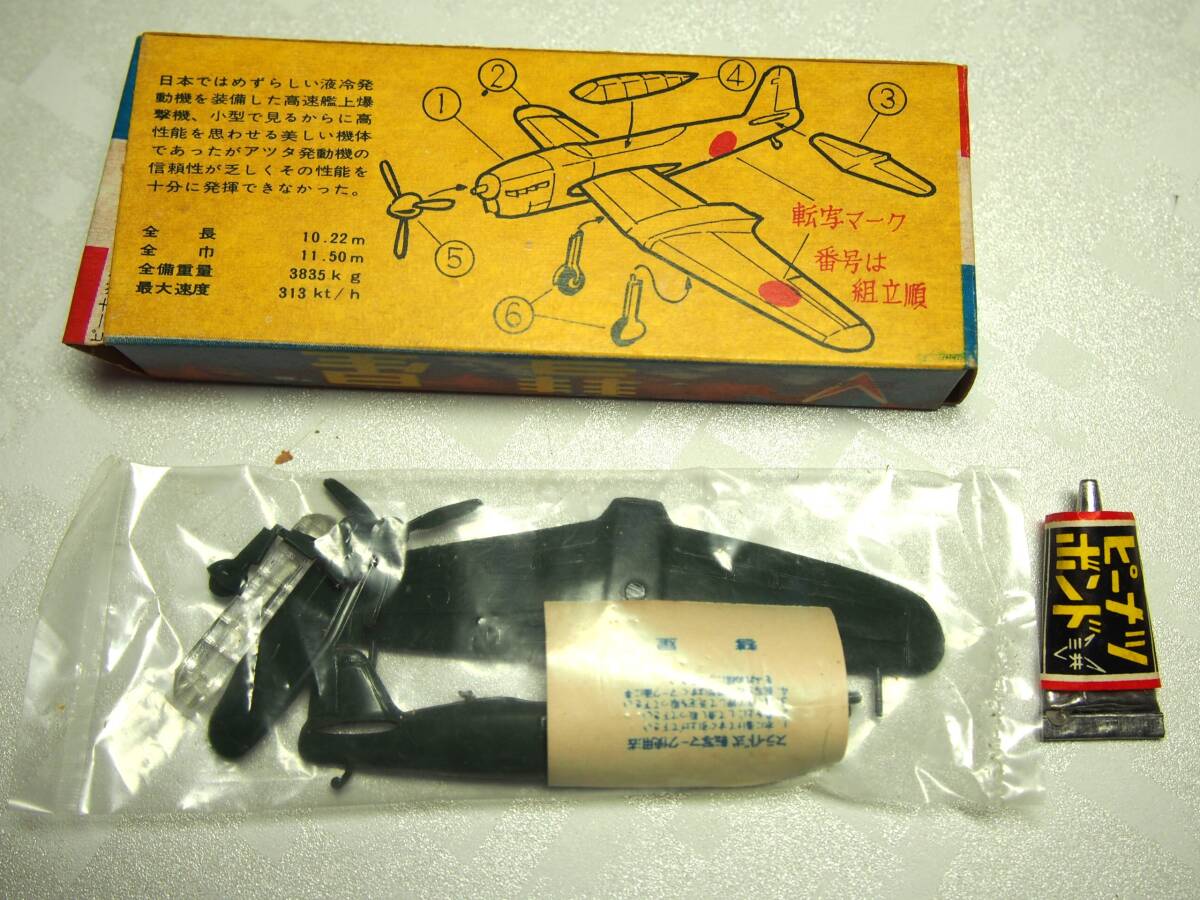 日本ではめずらしい液冷発
動機を装備した高速艦上爆
撃機、小型で見るからに高
性能を思わせる美しい機体
であったがアツタ発動機の
信頼性が乏しくその性能を
十分に発揮できなかった。
全長 10.22m
全巾 11.50m
全備重量 3835kg
最大速度 313kt/h
①
②
③
④
⑤
⑥
転写マーク
番号は
組立順
彗星
スライド式転写マーク使用法
ピーナッツ
ボンド
三井